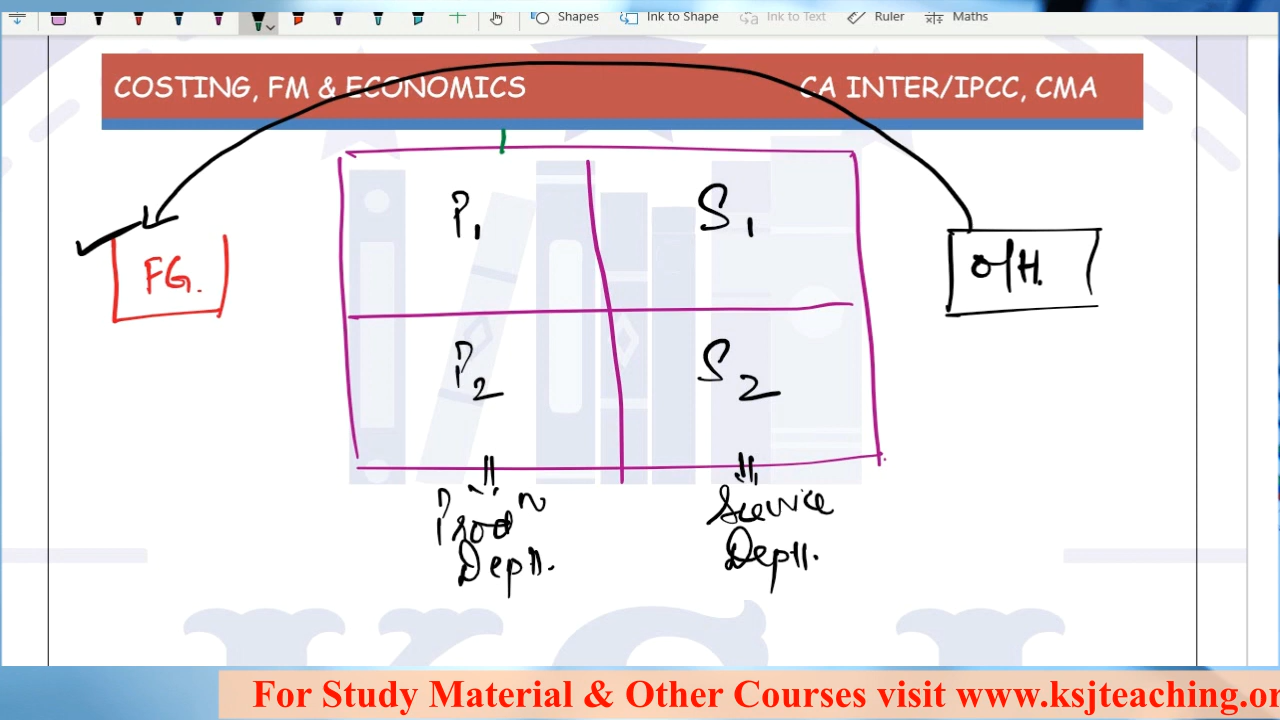 Shapes Ink to Shape Ink to Text Ruler Maths
COSTING, FM & ECONOMICS CA INTER/IPCC, CMA
P1 S1
FG. O/H.
P2 S2
Prodn Service
Deptt. Deptt.
For Study Material & Other Courses visit www.ksjteaching.or